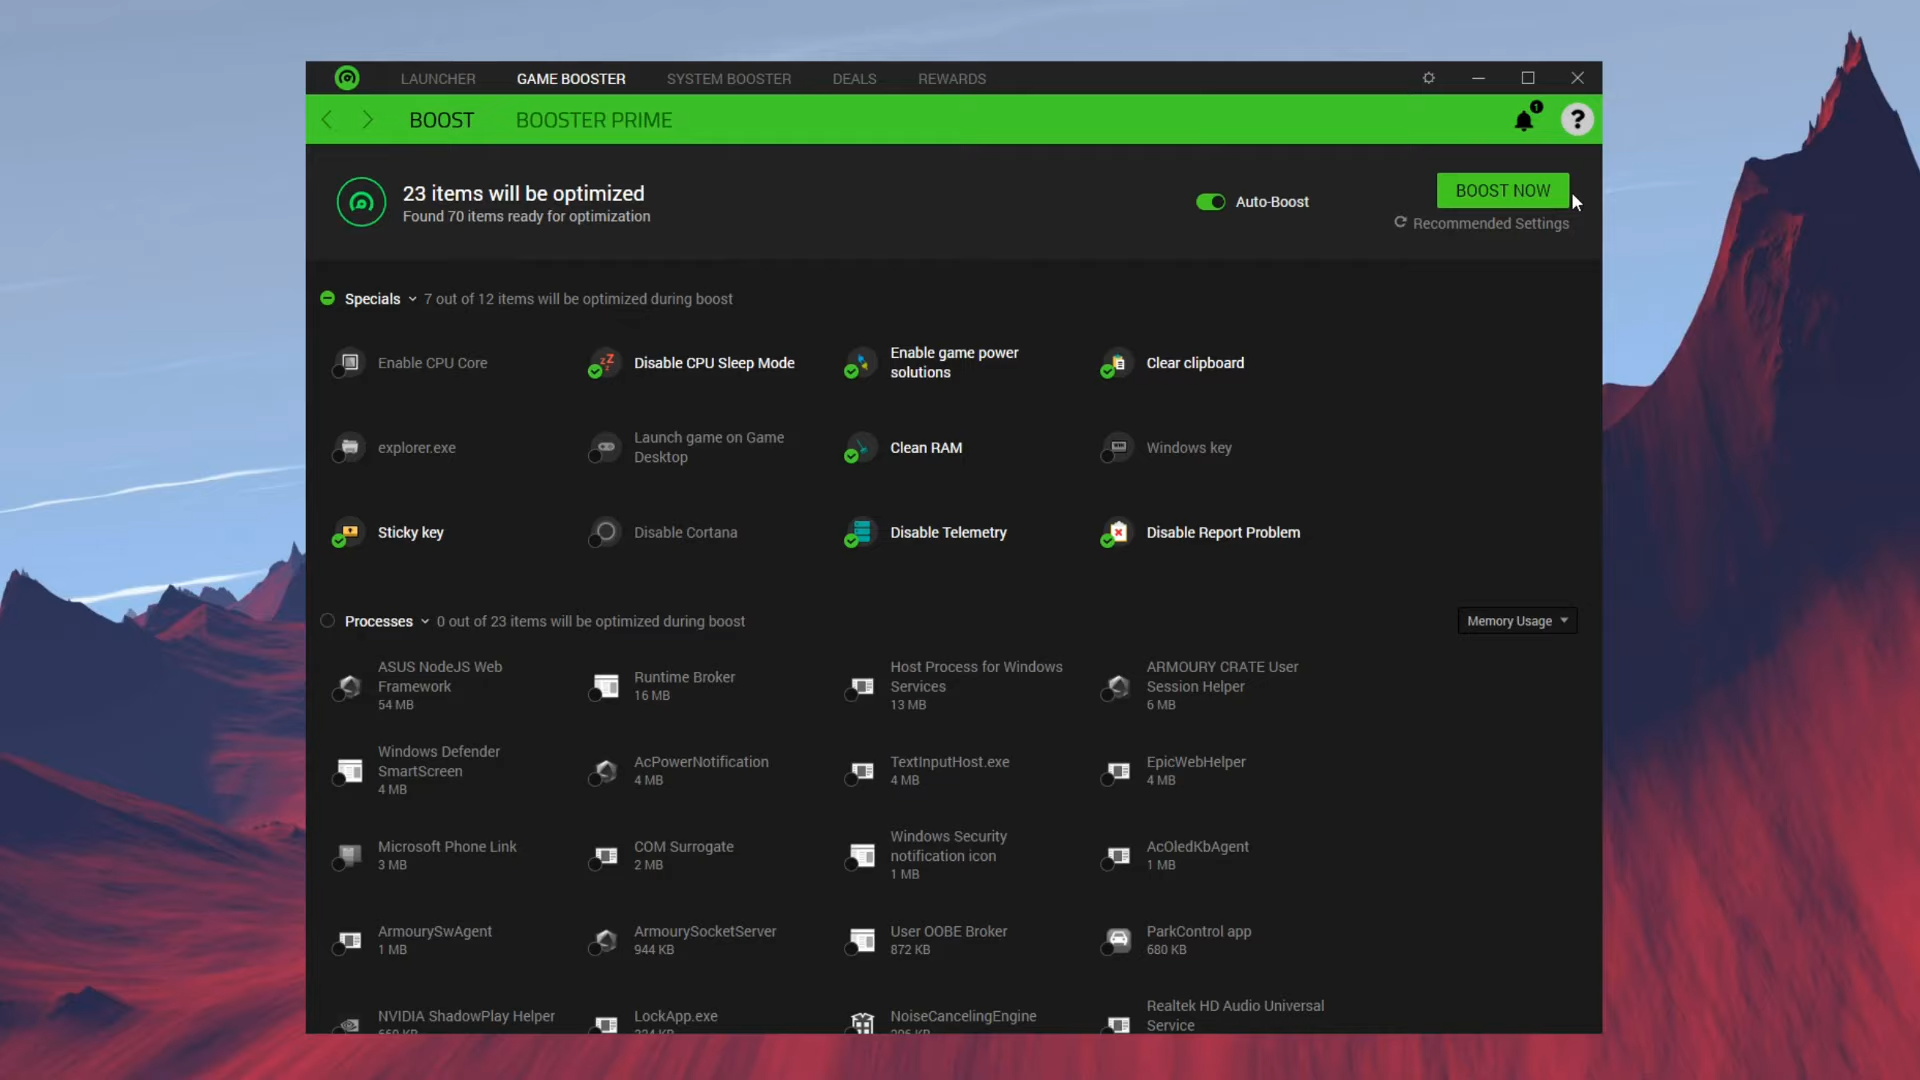 LAUNCHER GAME BOOSTER SYSTEM BOOSTER DEALS REWARDS
BOOST BOOSTER PRIME
1
?
23 items will be optimized
Found 70 items ready for optimization
Auto-Boost
BOOST NOW
Recommended Settings
Specials 7 out of 12 items will be optimized during boost
Enable CPU Core
Disable CPU Sleep Mode
Enable game power
solutions
Clear clipboard
explorer.exe
Launch game on Game
Desktop
Clean RAM
Windows key
Sticky key
Disable Cortana
Disable Telemetry
Disable Report Problem
Processes 0 out of 23 items will be optimized during boost
Memory Usage
ASUS NodeJS Web
Framework
54 MB
Runtime Broker
16 MB
Host Process for Windows
Services
13 MB
ARMOURY CRATE User
Session Helper
6 MB
Windows Defender
SmartScreen
4 MB
AcPowerNotification
4 MB
TextInputHost.exe
4 MB
EpicWebHelper
4 MB
Microsoft Phone Link
3 MB
COM Surrogate
2 MB
Windows Security
notification icon
1 MB
AcOledKbAgent
1 MB
ArmourySwAgent
1 MB
ArmourySocketServer
944 KB
User OOBE Broker
872 KB
ParkControl app
680 KB
NVIDIA ShadowPlay Helper
LockApp.exe
NoiseCancelingEngine
Realtek HD Audio Universal
Service